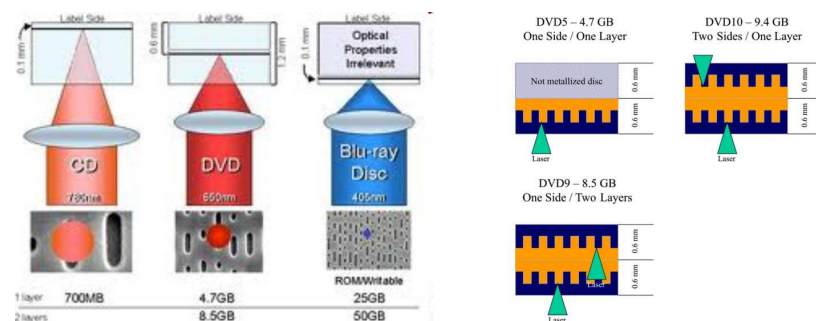 Label Side
0.1 mm
CD
780nm
Label Side
0.6 mm
1.2 mm
DVD
650nm
Label Side
0.1 mm
Optical
Properties
Irrelevant
Blu-ray
Disc
405nm
ROM/Writable
1 layer 700MB 4.7GB 25GB
2 layers 8.5GB 50GB
DVD5 – 4.7 GB
One Side / One Layer
Not metallized disc
0.6 mm
0.6 mm
Laser
DVD10 – 9.4 GB
Two Sides / One Layer
0.6 mm
0.6 mm
Laser
DVD9 – 8.5 GB
One Side / Two Layers
0.6 mm
0.6 mm
Laser
Laser